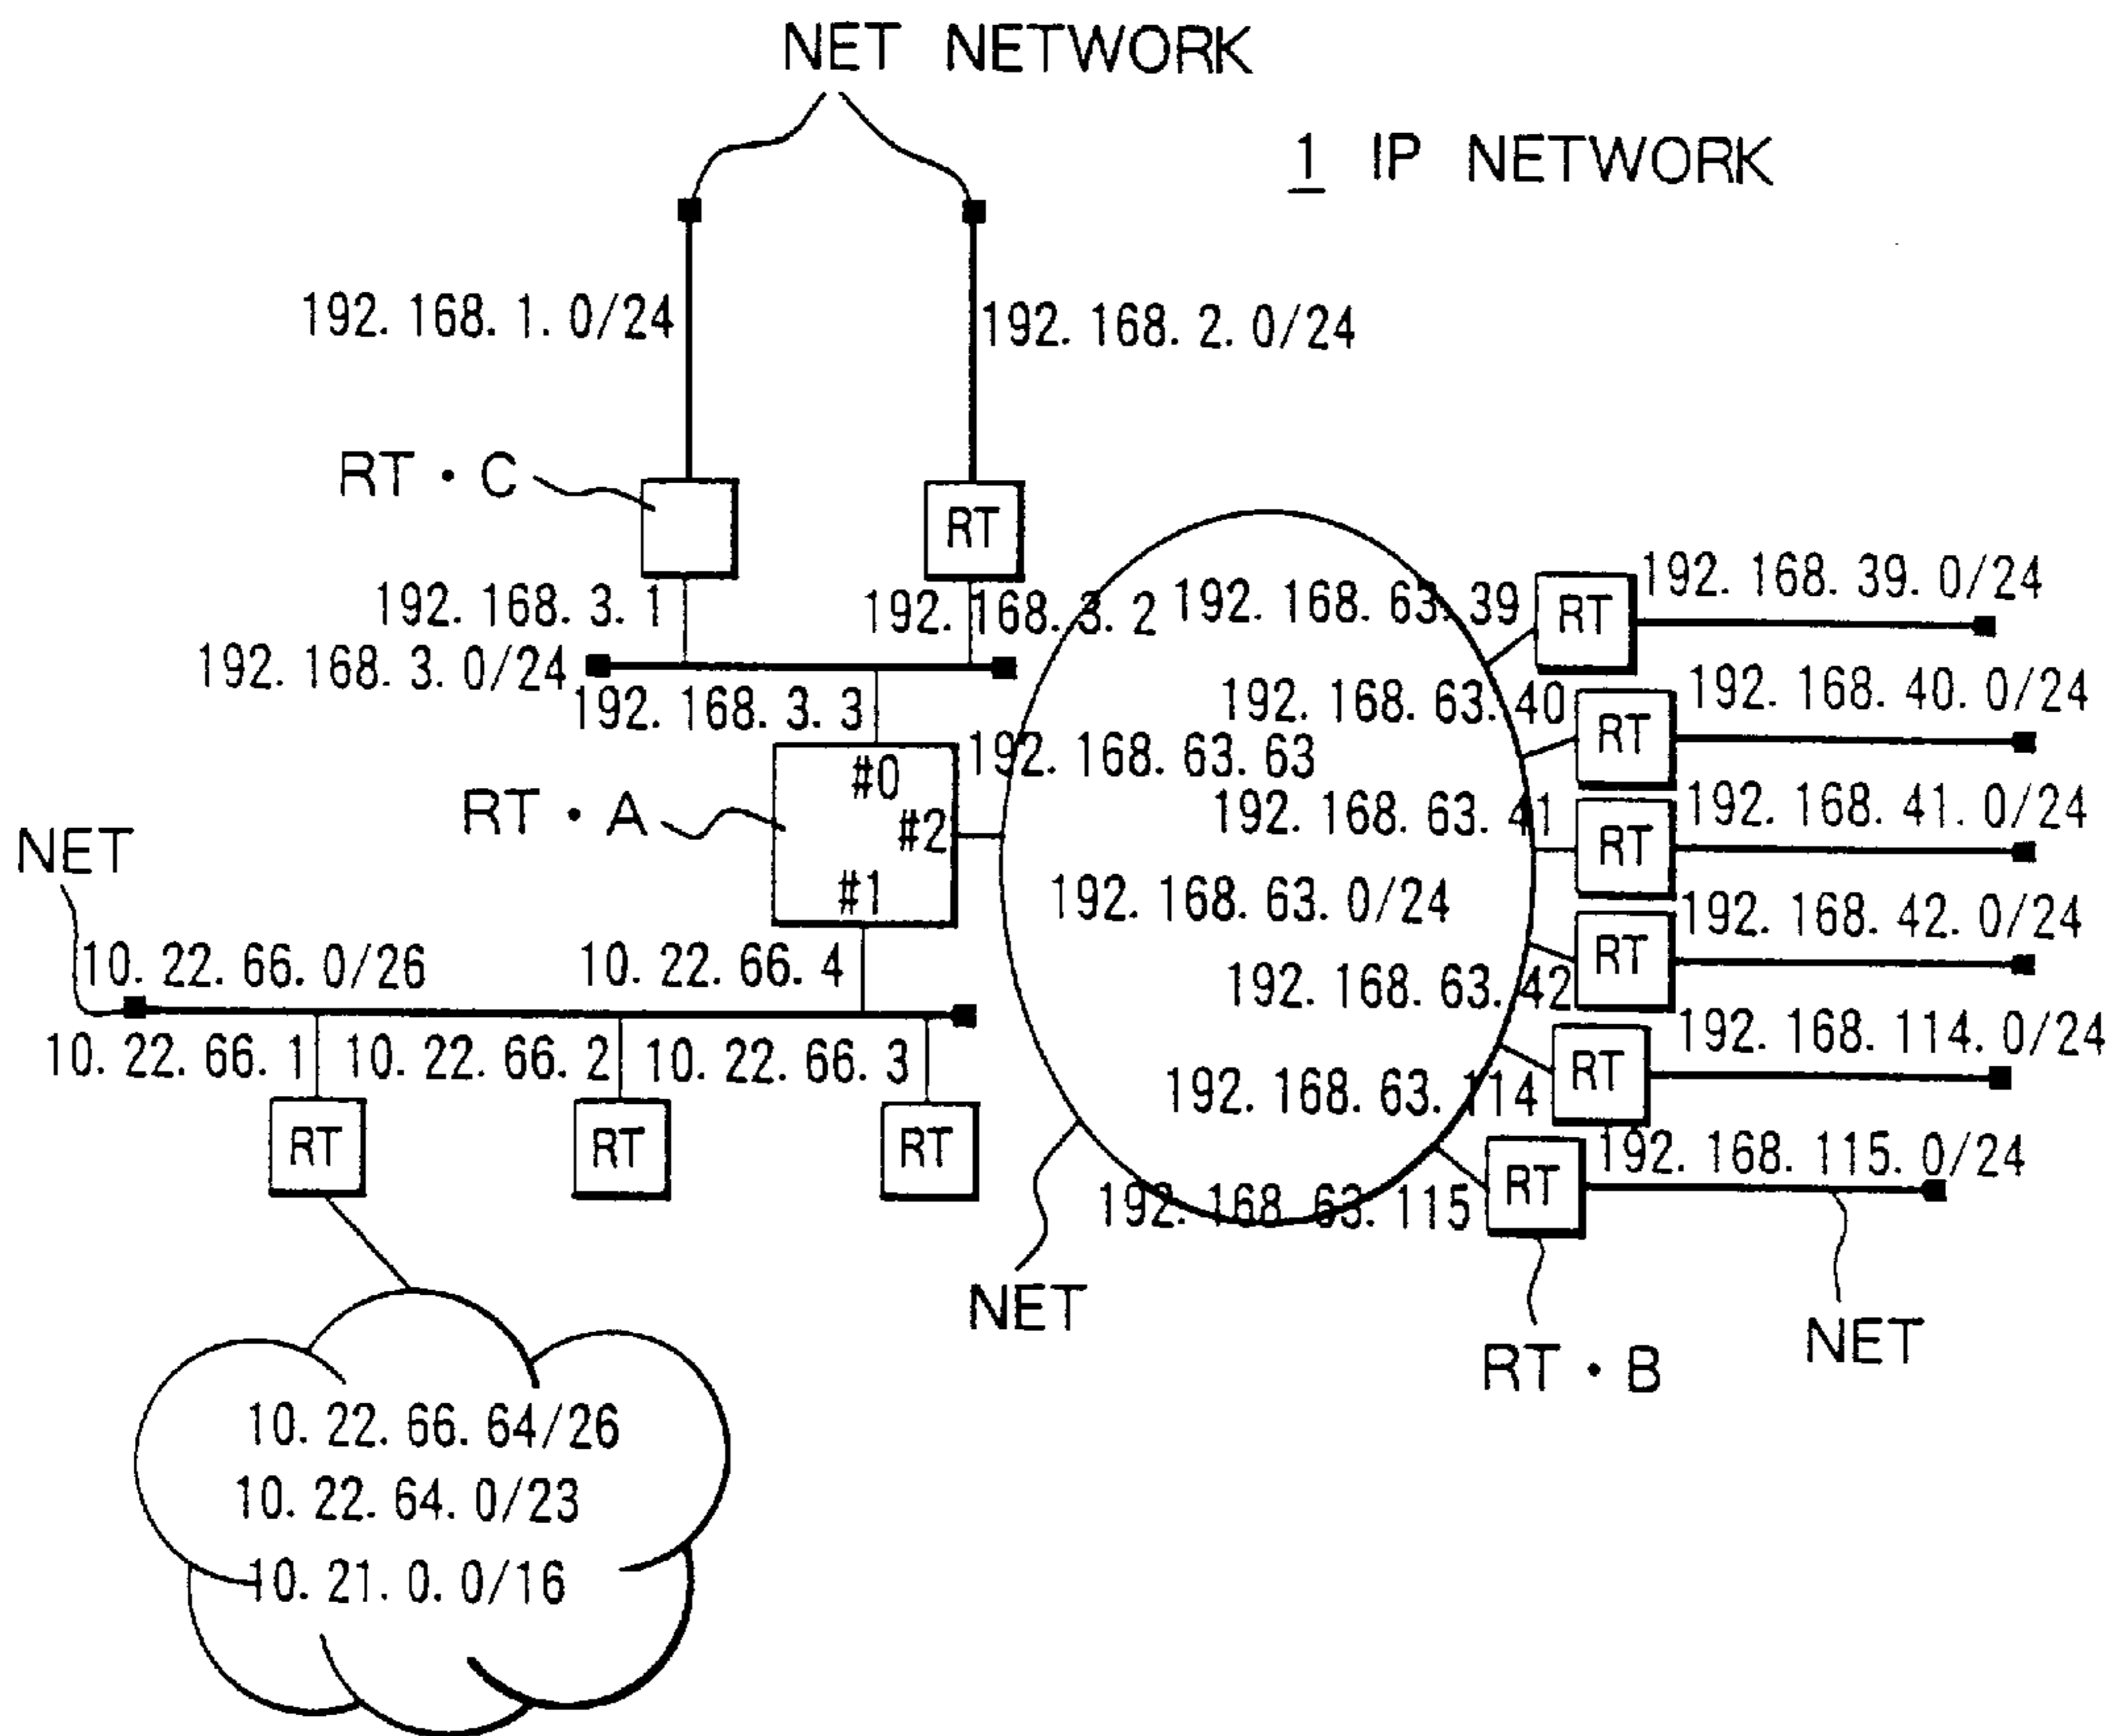 NET NETWORK
1 IP NETWORK
192. 168. 1. 0/24
192. 168. 2. 0/24
RT・C
RT
192. 168. 3. 1
192. 168. 3. 2
192. 168. 63. 39
RT
192. 168. 39. 0/24
192. 168. 3. 0/24
192. 168. 3. 3
192. 168. 63. 40
RT
192. 168. 40. 0/24
192. 168. 63. 63
RT・A
#0
#2
#1
192. 168. 63. 41
RT
192. 168. 41. 0/24
NET
192. 168. 63. 0/24
192. 168. 42. 0/24
10. 22. 66. 0/26
10. 22. 66. 4
192. 168. 63. 42
RT
10. 22. 66. 1
10. 22. 66. 2
10. 22. 66. 3
192. 168. 114. 0/24
192. 168. 63. 114
RT
RT
RT
RT
192. 168. 115. 0/24
192. 168. 63. 115
RT
NET
RT・B
NET
10. 22. 66. 64/26
10. 22. 64. 0/23
10. 21. 0. 0/16